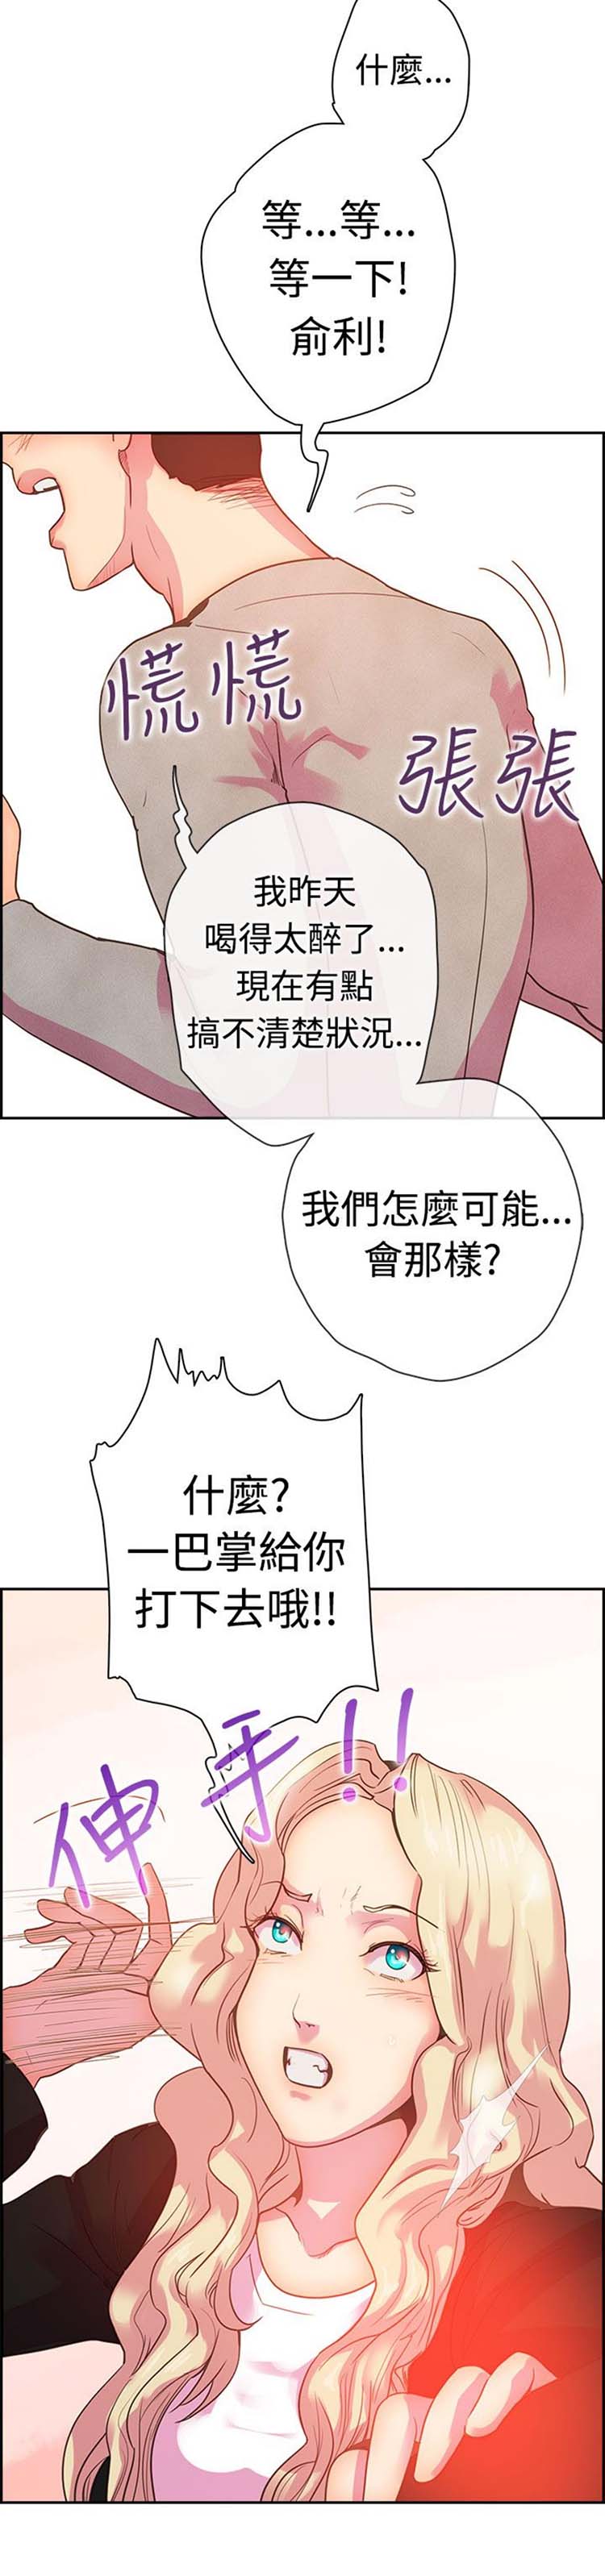 什麼...
等...等...
等一下!
俞利!
慌慌
張張
我昨天
喝得太醉了...
現在有點
搞不清楚狀況...
我們怎麼可能...
會那樣?
什麼?
一巴掌給你
打下去哦!!
伸手!!